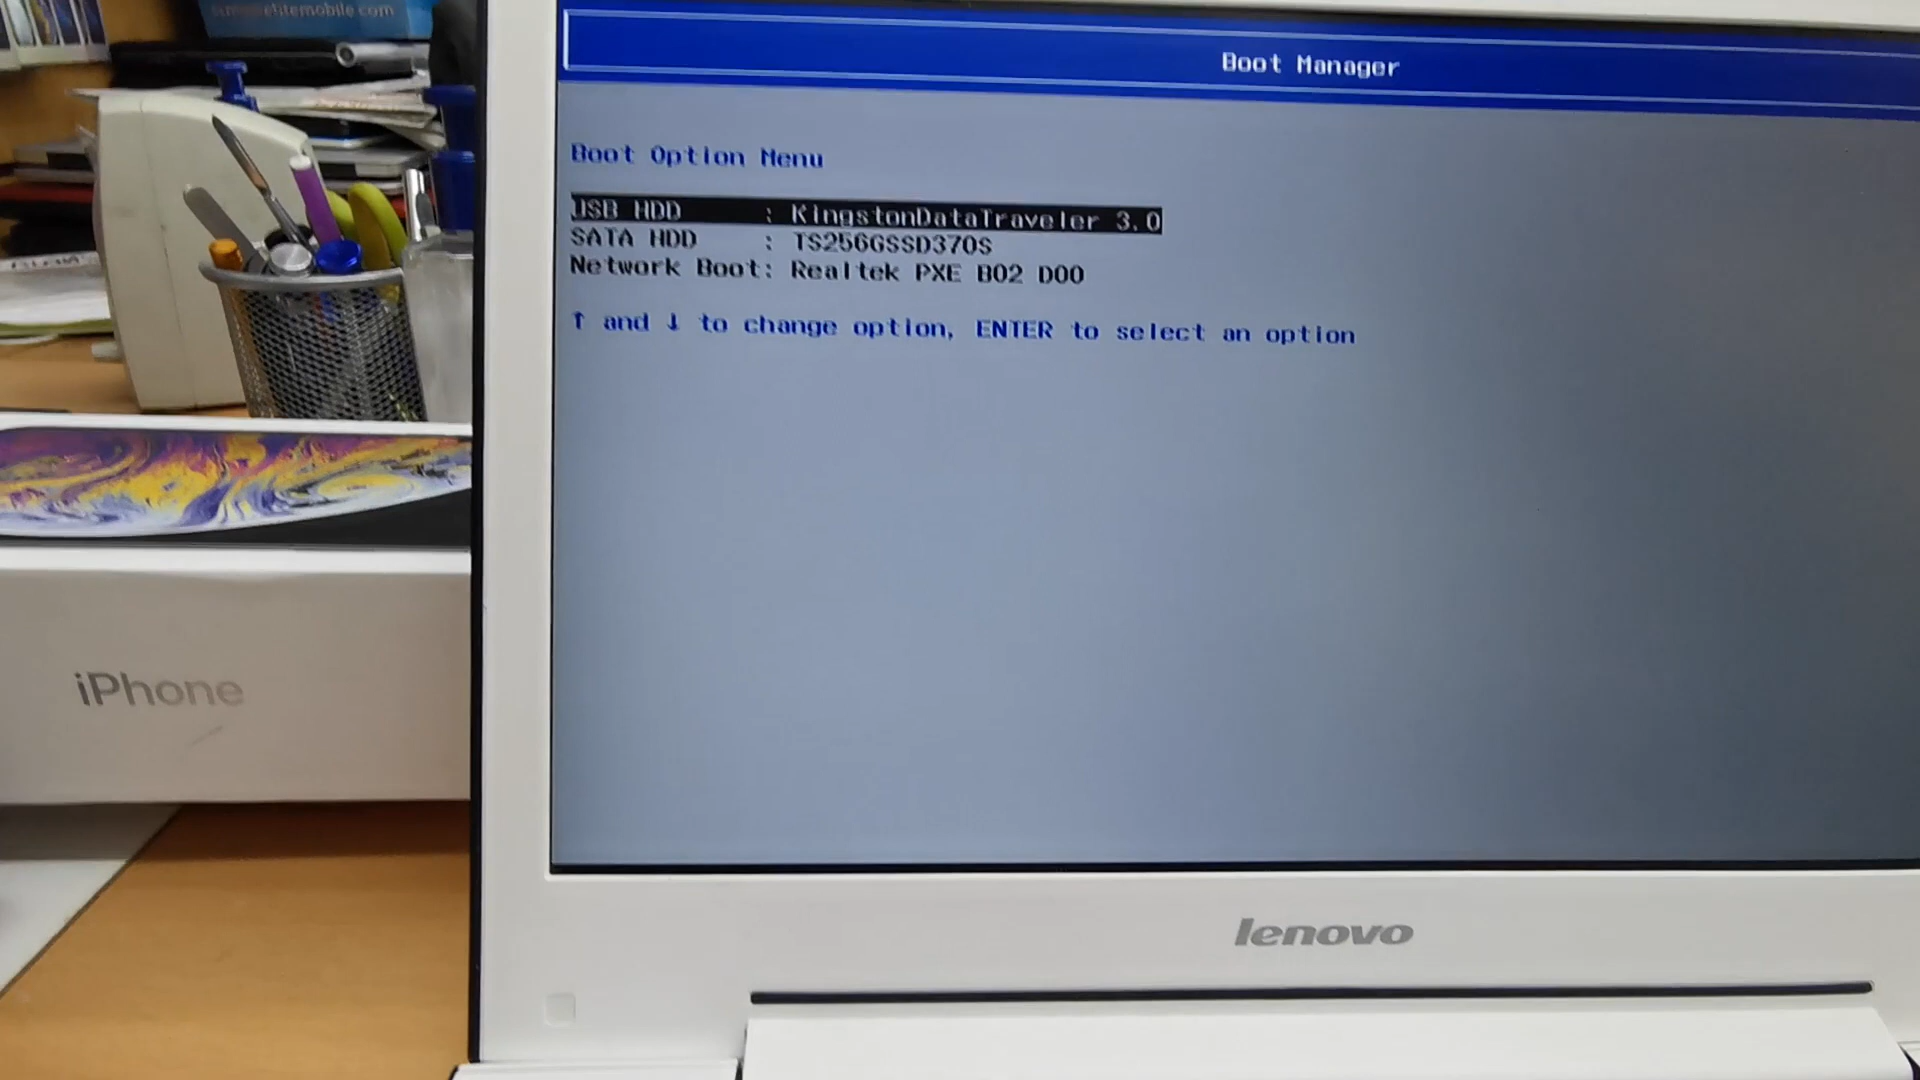 Boot Manager
Boot Option Menu
USB HDD : KingstonDataTraveler 3.0
SATA HDD : TS256GSSD370S
Network Boot: Realtek PXE B02 D00
↑ and ↓ to change option, ENTER to select an option
iPhone
lenovo